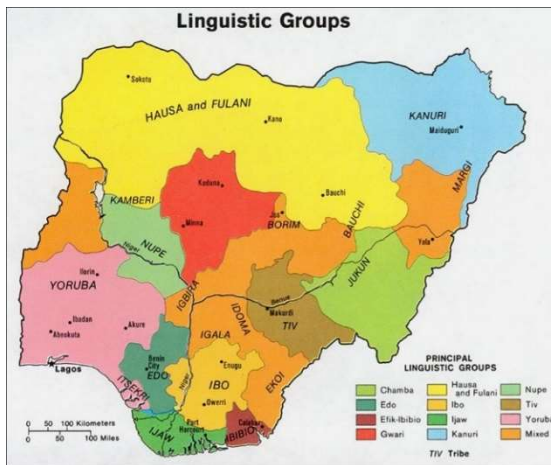 Linguistic Groups
Sokoto
HAUSA and FULANI
Kano
KANURI
Maiduguri
Kaduna
KAMBERI
Bauchi
MARGI
Minna
Jos
BORIM
BAUCHI
Yola
NUPE
Niger
Ilorin
YORUBA
IGBIRA
JUKUN
Benue
Makurdi
TIV
IDOMA
Ibadan
Abeokuta
Akure
IGALA
Lagos
Benin
City
EDO
Enugu
IBO
EKOI
ITSEKRI
Niger
Owerri
Port
Harcourt
IJAW
Calabar
IBIBIO
0 50 100 Kilometers
0 50 100 Miles
PRINCIPAL
LINGUISTIC GROUPS
Chamba
Edo
Efik-Ibibio
Gwari
Hausa
and Fulani
Ibo
Ijaw
Kanuri
Nupe
Tiv
Yoruba
Mixed
TIV Tribe